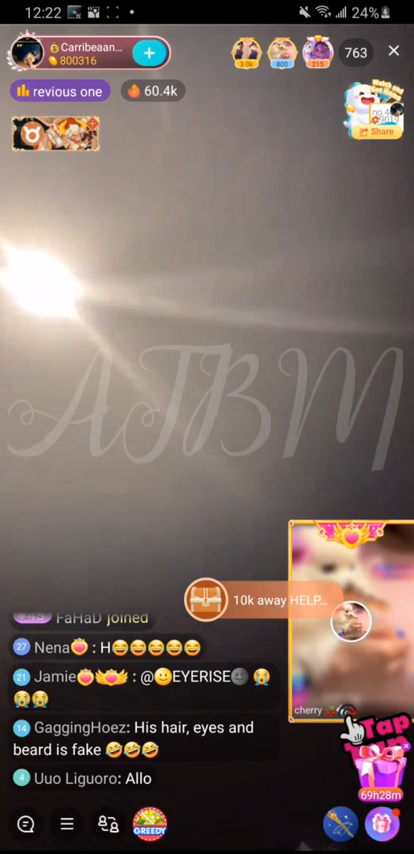 12:22
24%
Carribeaan...
800316
3.0k
800
215
763
revious one
60.4k
Share
AJBM
10k away HELP...
FaHaD joined
27 Nena : H😂😂😂😂😂
21 Jamie : @🙂EYERISE🌚 😭
😭😭
14 GaggingHoez: His hair, eyes and
beard is fake 🤣🤣🤣
4 Uuo Liguoro: Allo
cherry 🍒
Tap
69h28m
GREEDY